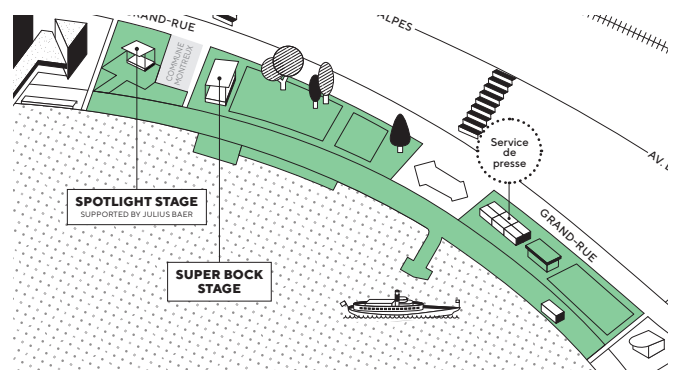 GRAND-RUE
ALPES
COMMUNE
MONTREUX
Service
de
presse
AV.
SPOTLIGHT STAGE
SUPPORTED BY JULIUS BAER
GRAND-RUE
SUPER BOCK
STAGE